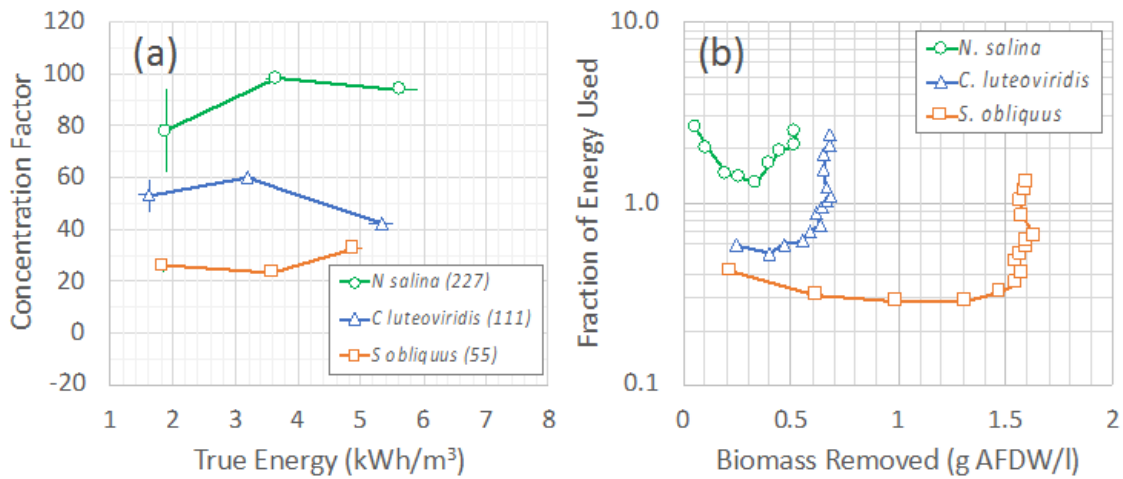 (a)
Concentration Factor
120
100
80
60
40
20
0
-20
1 2 3 4 5 6 7 8
True Energy (kWh/m³)
N salina (227)
C luteoviridis (111)
S obliquus (55)
(b)
Fraction of Energy Used
10.0
1.0
0.1
0 0.5 1 1.5 2
Biomass Removed (g AFDW/l)
N. salina
C. luteoviridis
S. obliquus